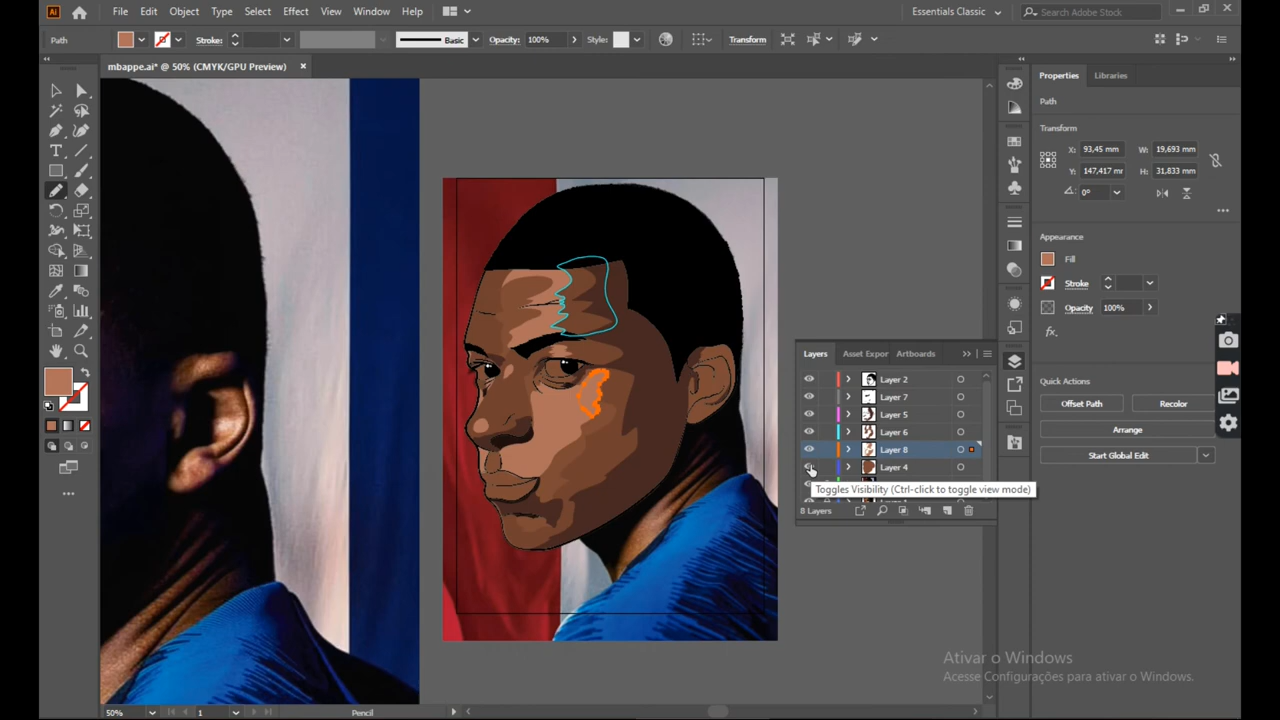 Ai File Edit Object Type Select Effect View Window Help Essentials Classic Search Adobe Stock
Path Stroke: Basic Opacity: 100% Style: Transform
mbappe.ai* @ 50% (CMYK/GPU Preview) ×
Properties Libraries
Path
Transform
X: 93,45 mm W: 19,693 mm
Y: 147,417 mr H: 31,833 mm
0°
Appearance
Fill
Stroke
Opacity 100%
fx.
Quick Actions
Offset Path Recolor
Arrange
Start Global Edit
Layers Asset Expor Artboards
Layer 2
Layer 7
Layer 5
Layer 6
Layer 8
Layer 4
Toggles Visibility (Ctrl-click to toggle view mode)
8 Layers
Ativar o Windows
Acesse Configurações para ativar o Windows.
50% 1 Pencil